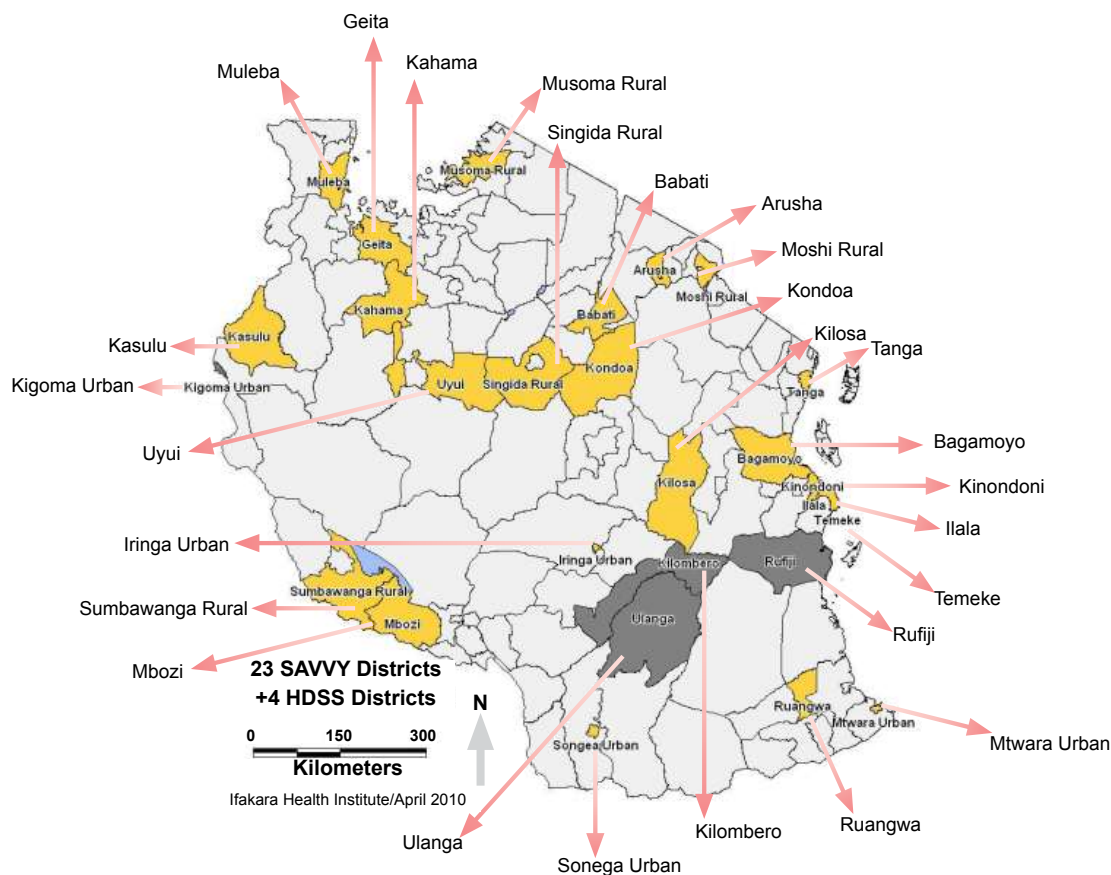 Geita
Kahama
Muleba
Musoma Rural
Singida Rural
Babati
Arusha
Moshi Rural
Kondoa
Kilosa
Tanga
Kasulu
Kigoma Urban
Uyui
Bagamoyo
Kinondoni
Ilala
Temeke
Iringa Urban
Rufiji
Sumbawanga Rural
Mbozi
Mtwara Urban
Ruangwa
Kilombero
Ulanga
Sonega Urban
Musoma Rural
Muleba
Geita
Arusha
Moshi Rural
Kahama
Babati
Kasulu
Kondoa
Kigoma Urban
Uyui
Singida Rural
Tanga
Bagamoyo
Kilosa
Kinondoni
Ilala
Temeke
Iringa Urban
Kilombero
Rufiji
Sumbawanga Rural
Mbozi
Ulanga
Ruangwa
Mtwara Urban
Songea Urban
23 SAVVY Districts
+4 HDSS Districts
N
0 150 300
Kilometers
Ifakara Health Institute/April 2010